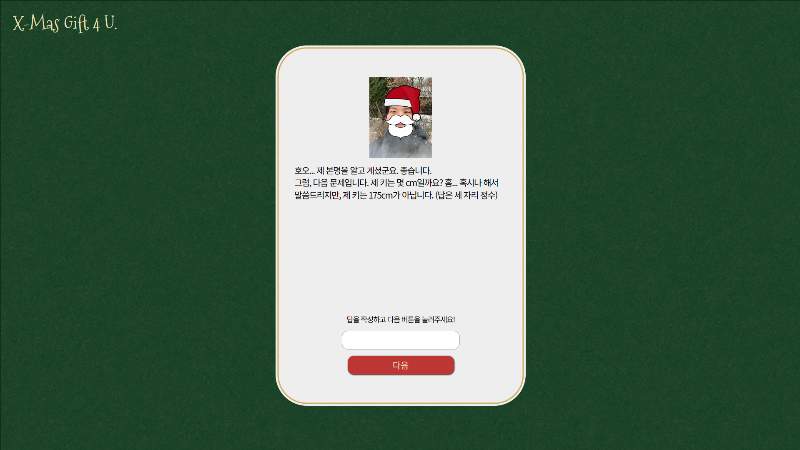 X-Mas Gift 4 U.
호오... 제 본명을 알고 계셨군요. 좋습니다.
그럼, 다음 문제입니다. 제 키는 몇 cm일까요? 흠... 혹시나 해서
말씀드리지만, 제 키는 175cm가 아닙니다. (답은 세 자리 정수)
답을 작성하고 다음 버튼을 눌러주세요!
다음